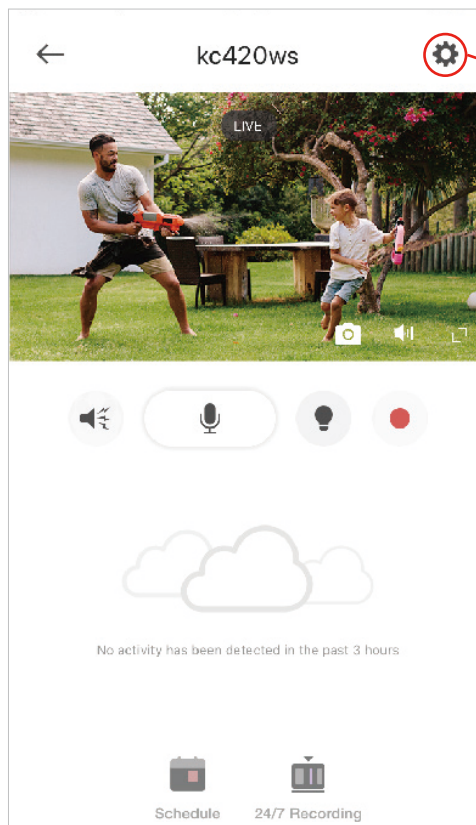 kc420ws
LIVE
No activity has been detected in the past 3 hours
Schedule 24/7 Recording